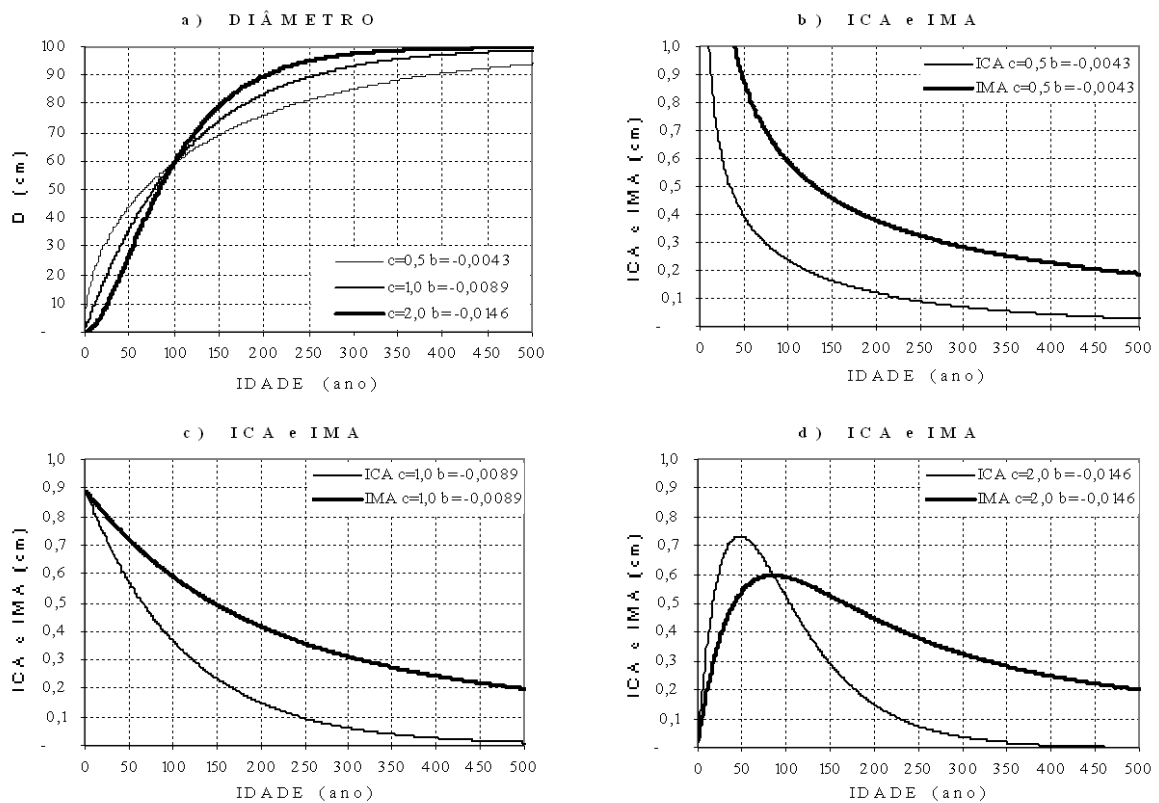 a) DIÂMETRO
D (cm)
100
90
80
70
60
50
40
30
20
10
-
c=0,5 b=-0,0043
c=1,0 b=-0,0089
c=2,0 b=-0,0146
0 50 100 150 200 250 300 350 400 450 500
IDADE (ano)
b) ICA e IMA
ICA e IMA (cm)
1,0
0,9
0,8
0,7
0,6
0,5
0,4
0,3
0,2
0,1
-
ICA c=0,5 b=-0,0043
IMA c=0,5 b=-0,0043
0 50 100 150 200 250 300 350 400 450 500
IDADE (ano)
c) ICA e IMA
ICA e IMA (cm)
1,0
0,9
0,8
0,7
0,6
0,5
0,4
0,3
0,2
0,1
-
ICA c=1,0 b=-0,0089
IMA c=1,0 b=-0,0089
0 50 100 150 200 250 300 350 400 450 500
IDADE (ano)
d) ICA e IMA
ICA e IMA (cm)
1,0
0,9
0,8
0,7
0,6
0,5
0,4
0,3
0,2
0,1
-
ICA c=2,0 b=-0,0146
IMA c=2,0 b=-0,0146
0 50 100 150 200 250 300 350 400 450 500
IDADE (ano)